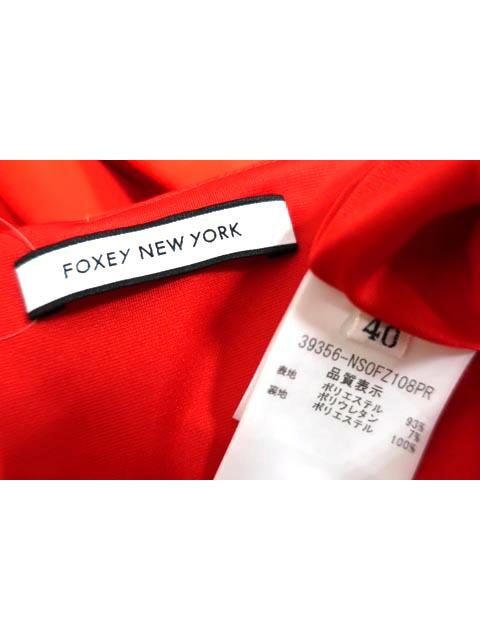 FOXEY NEW YORK
40
39356-NSOFZ108PR
品質表示
表地 ポリエステル 93%
ポリウレタン 7%
裏地 ポリエステル 100%